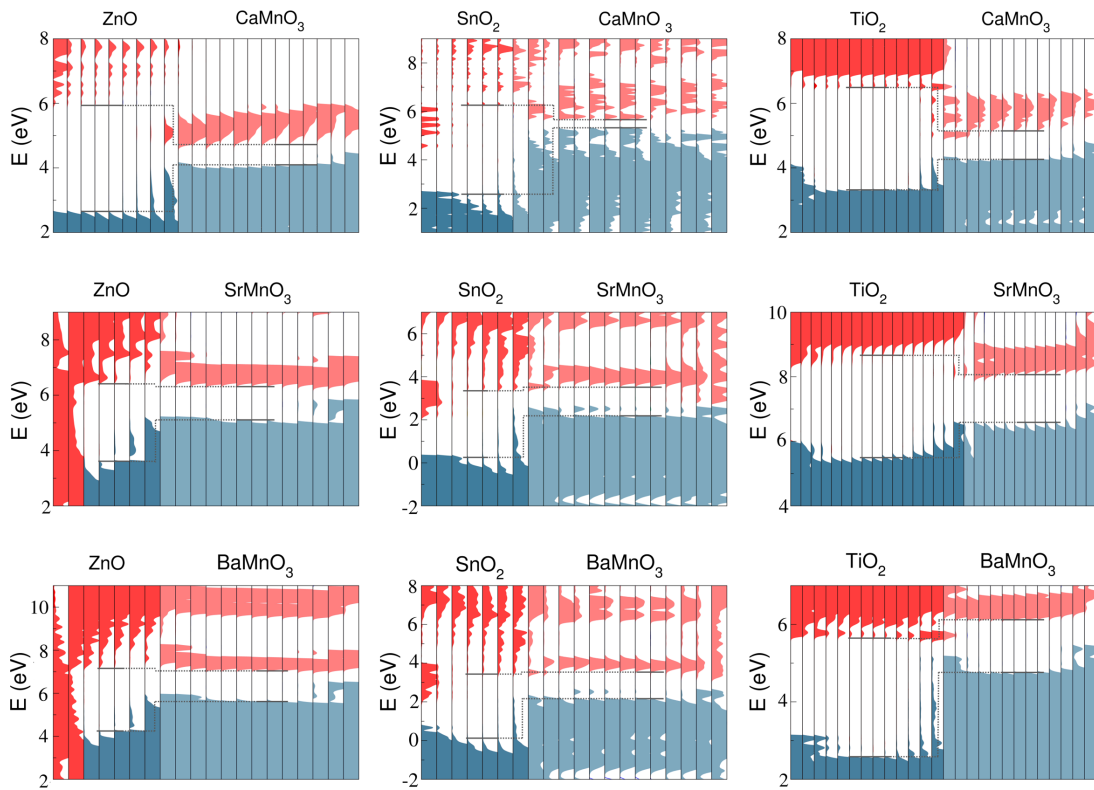 ZnO CaMnO3
SnO2 CaMnO3
TiO2 CaMnO3
E (eV)
8
6
4
2
E (eV)
8
6
4
2
E (eV)
8
6
4
2
ZnO SrMnO3
SnO2 SrMnO3
TiO2 SrMnO3
E (eV)
8
6
4
2
E (eV)
6
4
2
0
-2
E (eV)
10
8
6
4
ZnO BaMnO3
SnO2 BaMnO3
TiO2 BaMnO3
E (eV)
10
8
6
4
2
E (eV)
8
6
4
2
0
-2
E (eV)
6
4
2